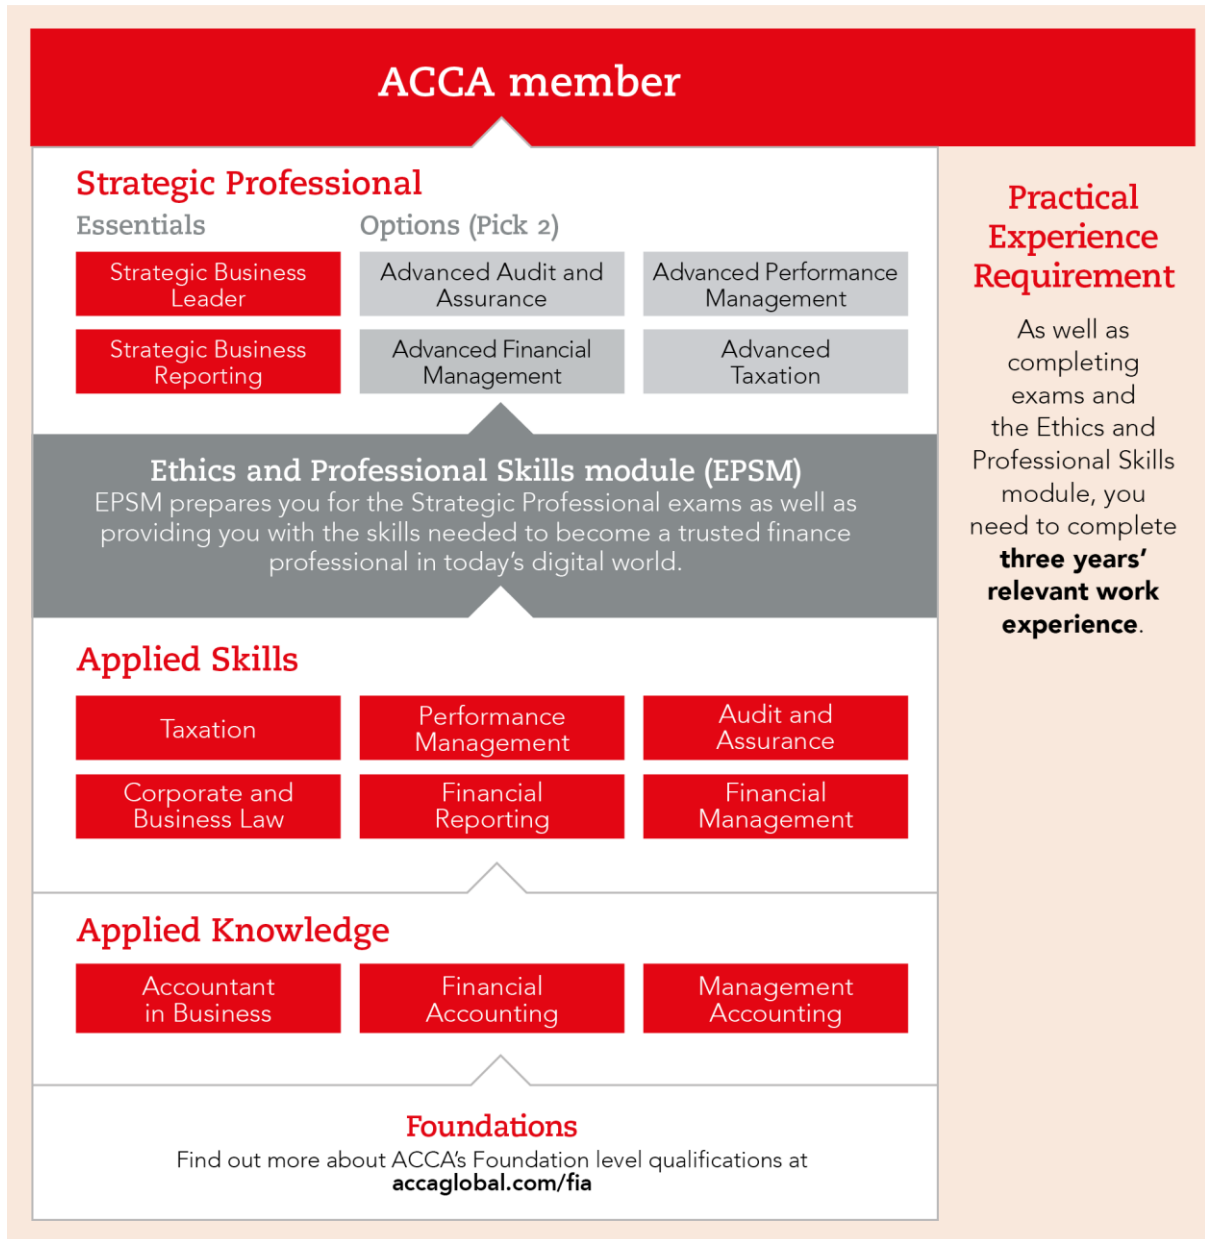 ACCA member
Strategic Professional
Essentials
Options (Pick 2)
Strategic Business
Leader
Advanced Audit and
Assurance
Advanced Performance
Management
Strategic Business
Reporting
Advanced Financial
Management
Advanced
Taxation
Ethics and Professional Skills module (EPSM)
EPSM prepares you for the Strategic Professional exams as well as
providing you with the skills needed to become a trusted finance
professional in today’s digital world.
Applied Skills
Taxation
Performance
Management
Audit and
Assurance
Corporate and
Business Law
Financial
Reporting
Financial
Management
Applied Knowledge
Accountant
in Business
Financial
Accounting
Management
Accounting
Foundations
Find out more about ACCA’s Foundation level qualifications at
accaglobal.com/fia
Practical
Experience
Requirement
As well as
completing
exams and
the Ethics and
Professional Skills
module, you
need to complete
three years’
relevant work
experience.